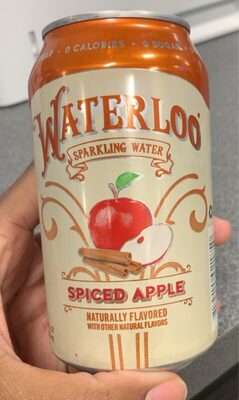 0 CALORIES • 0 SUGAR
WATERLOO
SPARKLING WATER
SPICED APPLE
NATURALLY FLAVORED
WITH OTHER NATURAL FLAVORS